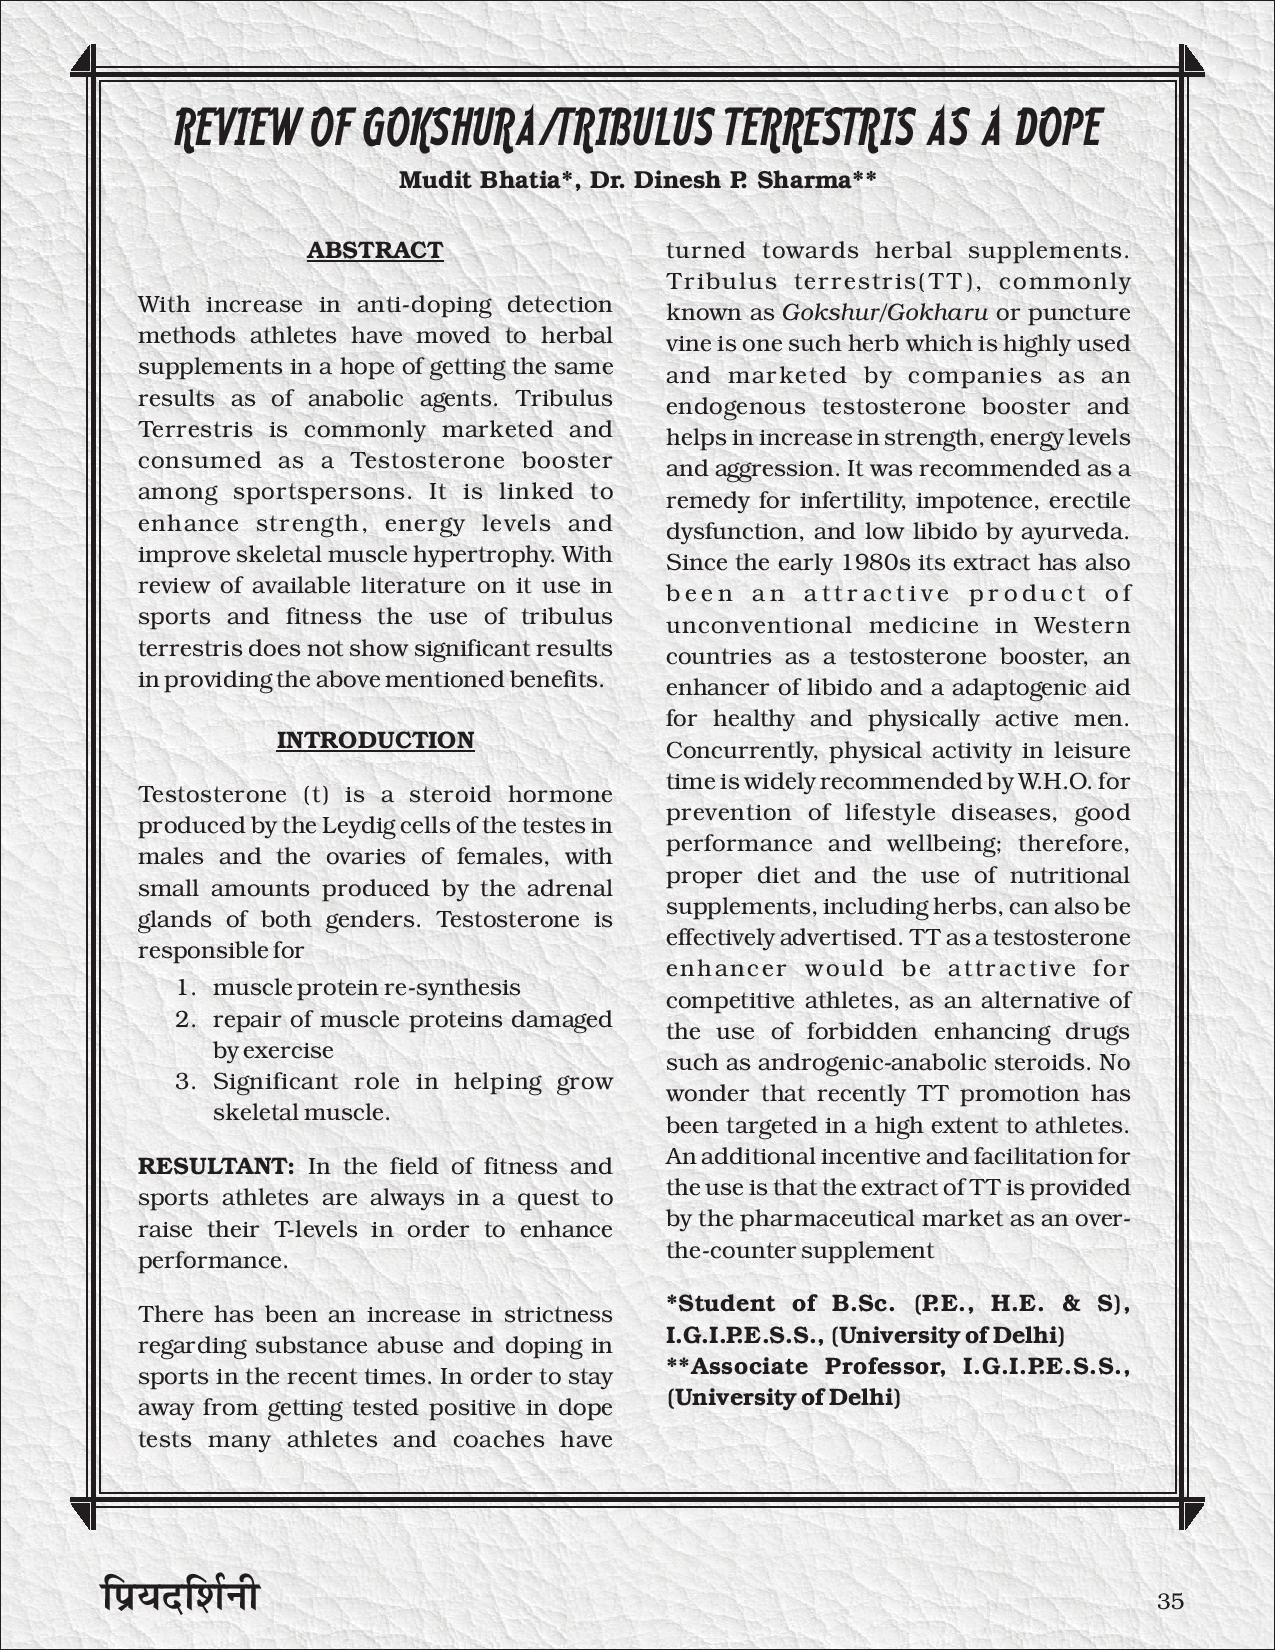 REVIEW OF GOKSHURA/TRIBULUS TERRESTRIS AS A DOPE
Mudit Bhatia*, Dr. Dinesh P. Sharma**
ABSTRACT
With increase in anti-doping detection
methods athletes have moved to herbal
supplements in a hope of getting the same
results as of anabolic agents. Tribulus
Terrestris is commonly marketed and
consumed as a Testosterone booster
among sportspersons. It is linked to
enhance strength, energy levels and
improve skeletal muscle hypertrophy. With
review of available literature on it use in
sports and fitness the use of tribulus
terrestris does not show significant results
in providing the above mentioned benefits.
INTRODUCTION
Testosterone (t) is a steroid hormone
produced by the Leydig cells of the testes in
males and the ovaries of females, with
small amounts produced by the adrenal
glands of both genders. Testosterone is
responsible for
1. muscle protein re-synthesis
2. repair of muscle proteins damaged
by exercise
3. Significant role in helping grow
skeletal muscle.
RESULTANT: In the field of fitness and
sports athletes are always in a quest to
raise their T-levels in order to enhance
performance.
There has been an increase in strictness
regarding substance abuse and doping in
sports in the recent times. In order to stay
away from getting tested positive in dope
tests many athletes and coaches have
turned towards herbal supplements.
Tribulus terrestris(TT), commonly
known as Gokshur/Gokharu or puncture
vine is one such herb which is highly used
and marketed by companies as an
endogenous testosterone booster and
helps in increase in strength, energy levels
and aggression. It was recommended as a
remedy for infertility, impotence, erectile
dysfunction, and low libido by ayurveda.
Since the early 1980s its extract has also
been an attractive product of
unconventional medicine in Western
countries as a testosterone booster, an
enhancer of libido and a adaptogenic aid
for healthy and physically active men.
Concurrently, physical activity in leisure
time is widely recommended by W.H.O. for
prevention of lifestyle diseases, good
performance and wellbeing; therefore,
proper diet and the use of nutritional
supplements, including herbs, can also be
effectively advertised. TT as a testosterone
enhancer would be attractive for
competitive athletes, as an alternative of
the use of forbidden enhancing drugs
such as androgenic-anabolic steroids. No
wonder that recently TT promotion has
been targeted in a high extent to athletes.
An additional incentive and facilitation for
the use is that the extract of TT is provided
by the pharmaceutical market as an over-
the-counter supplement
*Student of B.Sc. (P.E., H.E. & S),
I.G.I.P.E.S.S., (University of Delhi)
**Associate Professor, I.G.I.P.E.S.S.,
(University of Delhi)
प्रियदर्शिनी
35